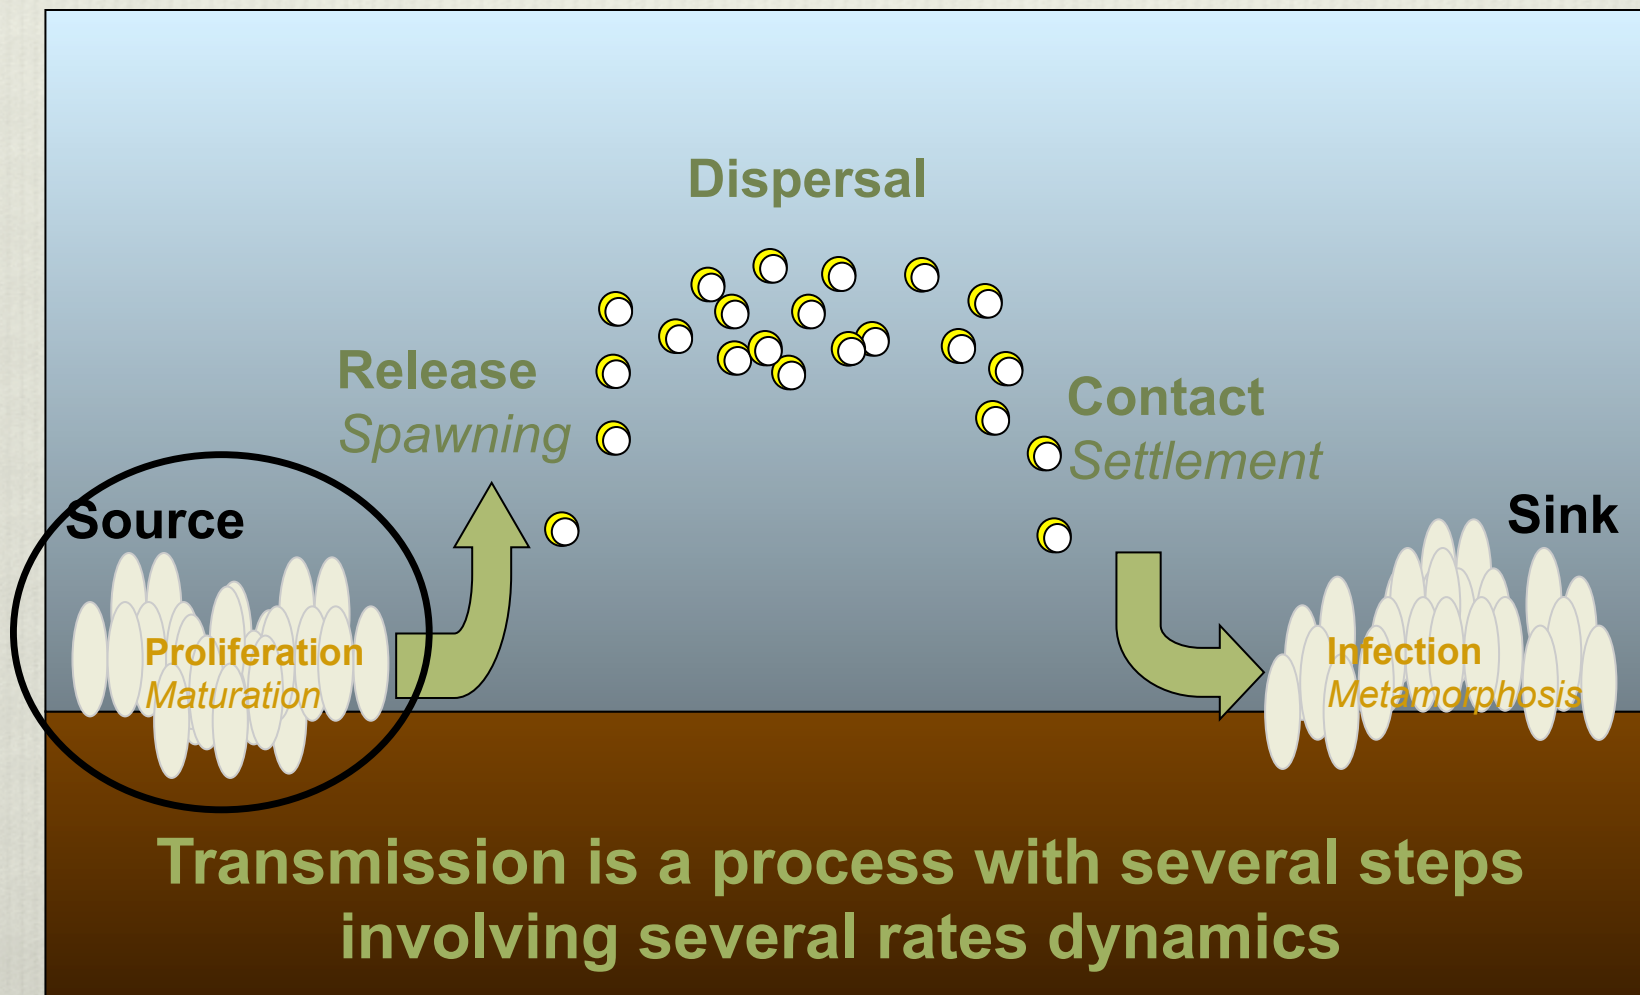 Dispersal
Release
Spawning
Contact
Settlement
Source
Sink
Proliferation
Maturation
Infection
Metamorphosis
Transmission is a process with several steps
involving several rates dynamics